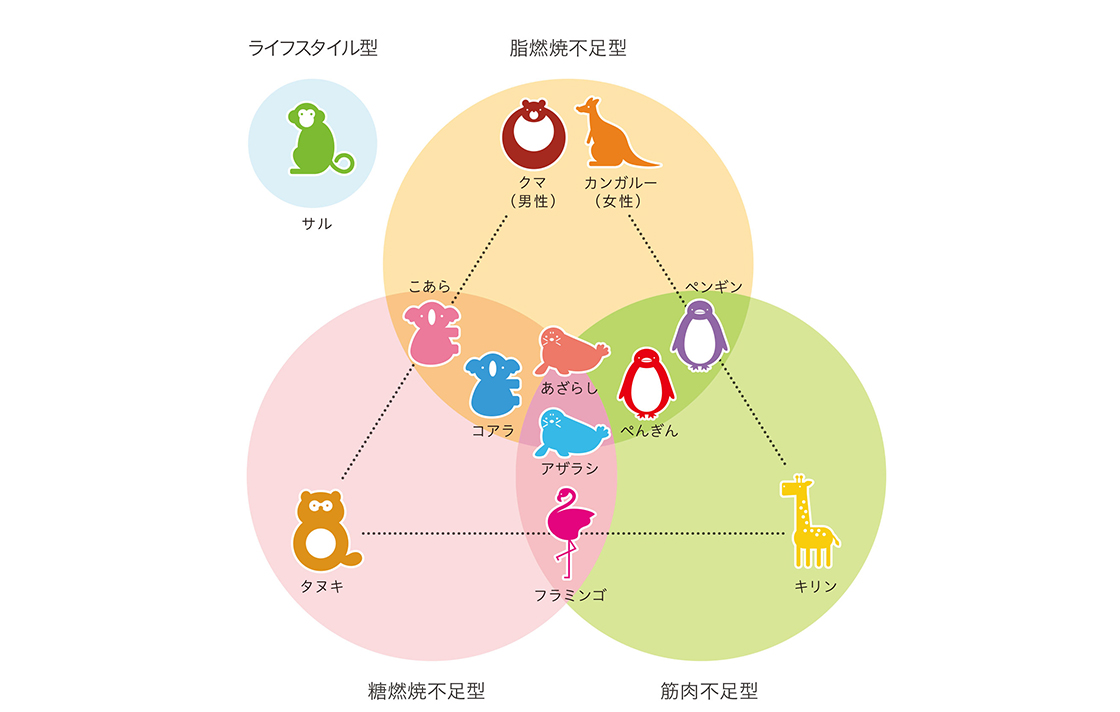 ライフスタイル型
脂燃焼不足型
クマ
（男性）
カンガルー
（女性）
サル
こあら
ペンギン
あざらし
コアラ
ぺんぎん
アザラシ
タヌキ
フラミンゴ
キリン
糖燃焼不足型
筋肉不足型